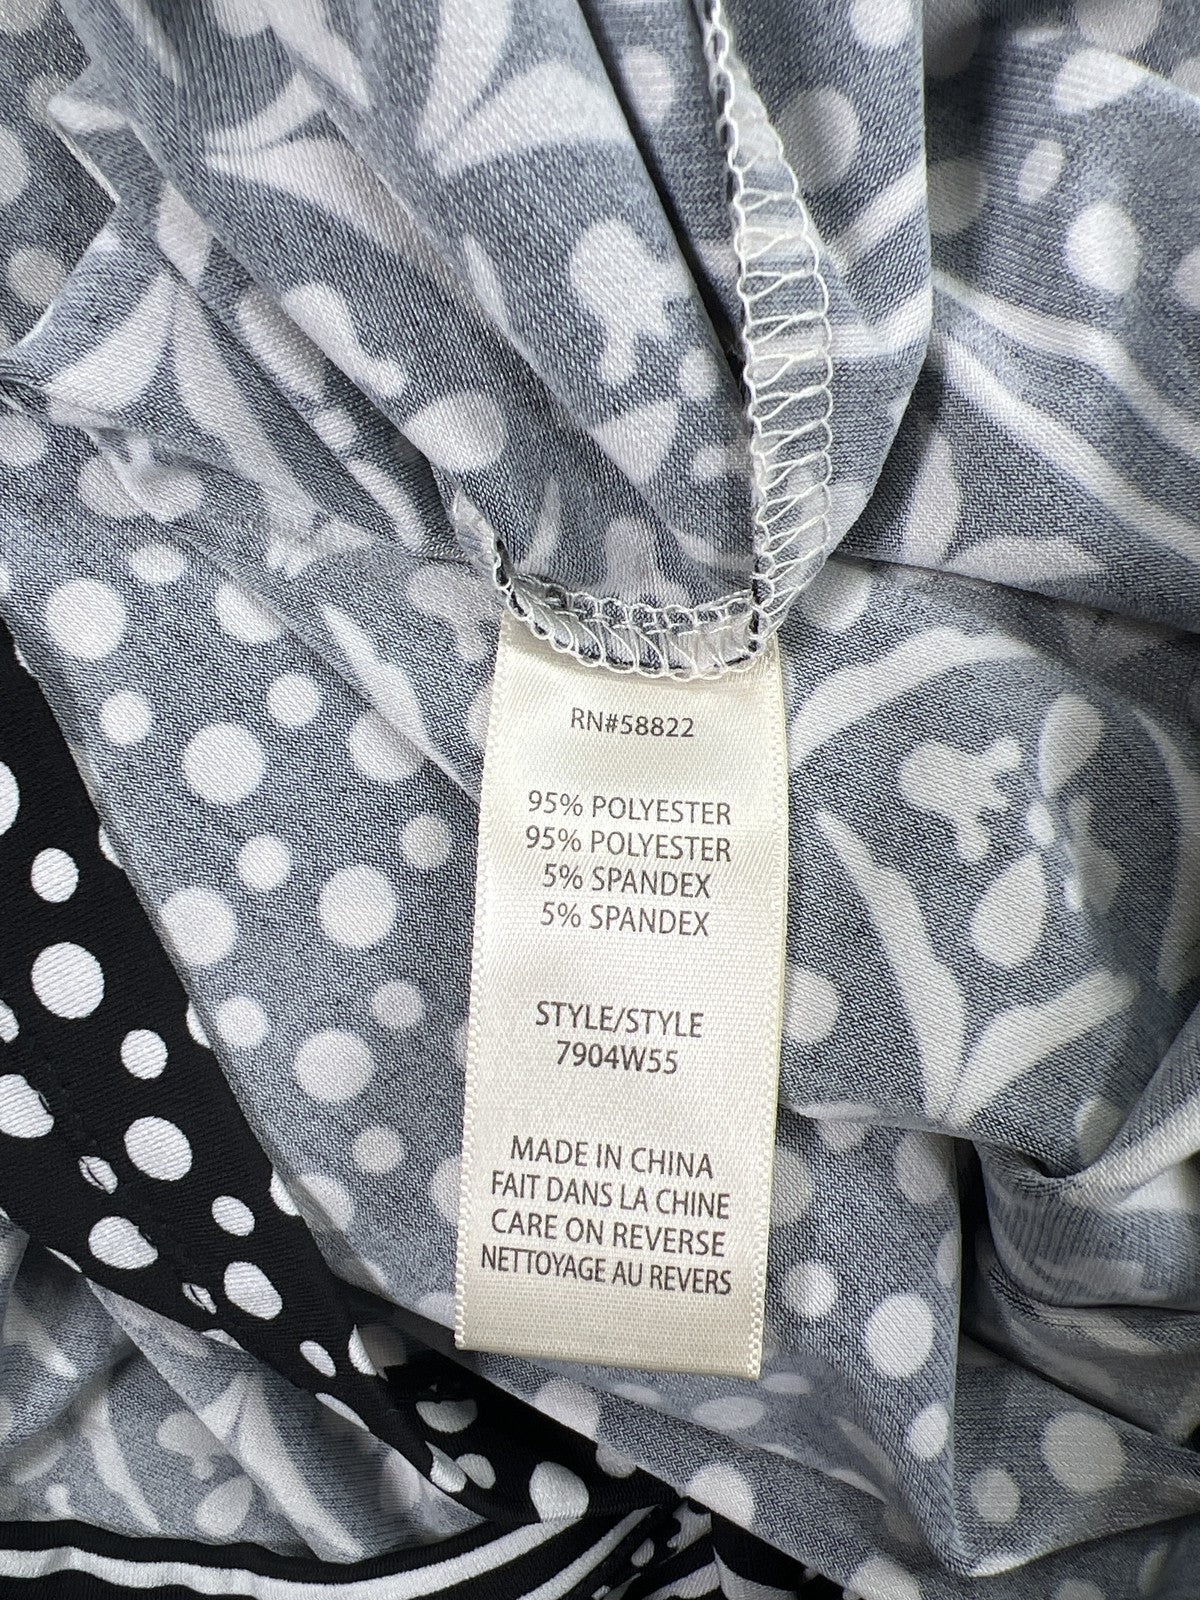 RN#58822
95% POLYESTER
95% POLYESTER
5% SPANDEX
5% SPANDEX
STYLE/STYLE
7904W55
MADE IN CHINA
FAIT DANS LA CHINE
CARE ON REVERSE
NETTOYAGE AU REVERS